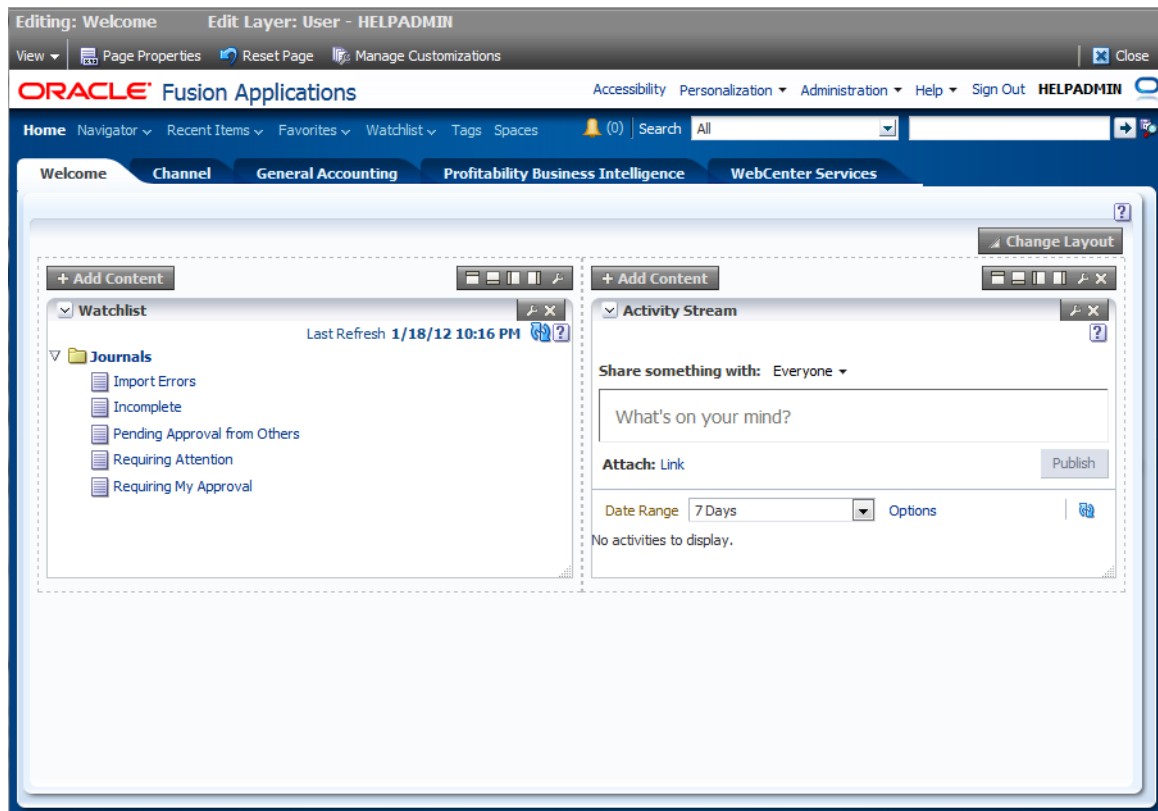 Editing: Welcome Edit Layer: User - HELPADMIN
View Page Properties Reset Page Manage Customizations Close
ORACLE Fusion Applications Accessibility Personalization Administration Help Sign Out HELPADMIN
Home Navigator Recent Items Favorites Watchlist Tags Spaces (0) Search All
Welcome Channel General Accounting Profitability Business Intelligence WebCenter Services
?
Change Layout
+ Add Content + Add Content
Watchlist Activity Stream
Last Refresh 1/18/12 10:16 PM ? ?
Journals
Import Errors
Incomplete
Pending Approval from Others
Requiring Attention
Requiring My Approval
Share something with: Everyone
What's on your mind?
Attach: Link Publish
Date Range 7 Days Options
No activities to display.